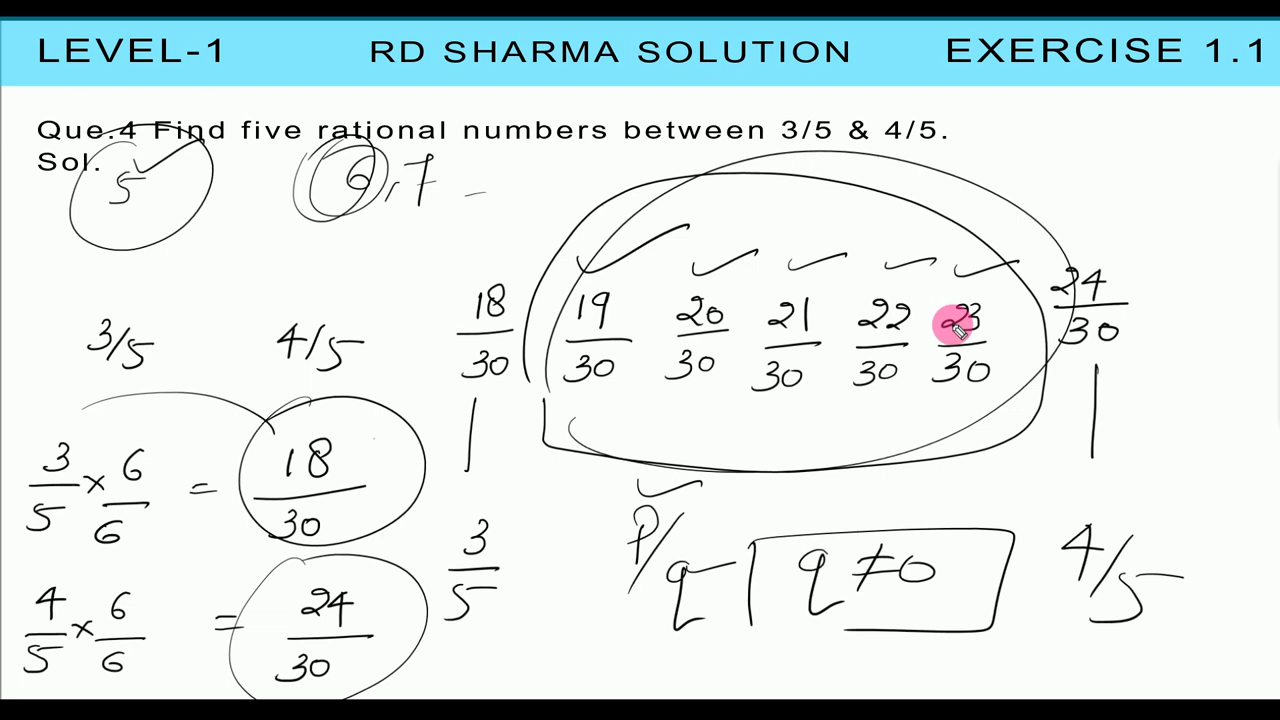 LEVEL-1 RD SHARMA SOLUTION EXERCISE 1.1
Que.4 Find five rational numbers between 3/5 & 4/5.
Sol.
5 6,7 -
3/5 4/5
18/30 19/30 20/30 21/30 22/30 23/30 24/30
3/5 × 6/6 = 18/30
3/5 p/q q≠0 4/5
4/5 × 6/6 = 24/30